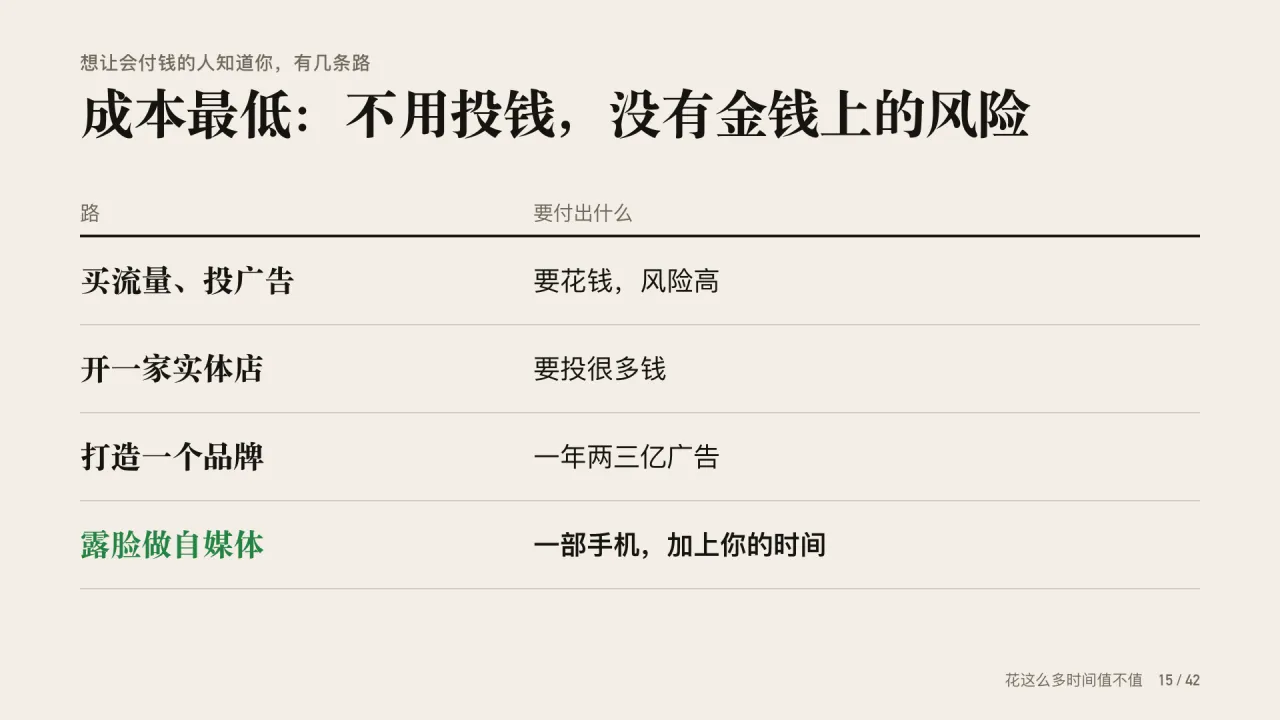 想让会付钱的人知道你，有几条路
成本最低：不用投钱，没有金钱上的风险
路 要付出什么
买流量、投广告 要花钱，风险高
开一家实体店 要投很多钱
打造一个品牌 一年两三亿广告
露脸做自媒体 一部手机，加上你的时间
花这么多时间值不值 15 / 42